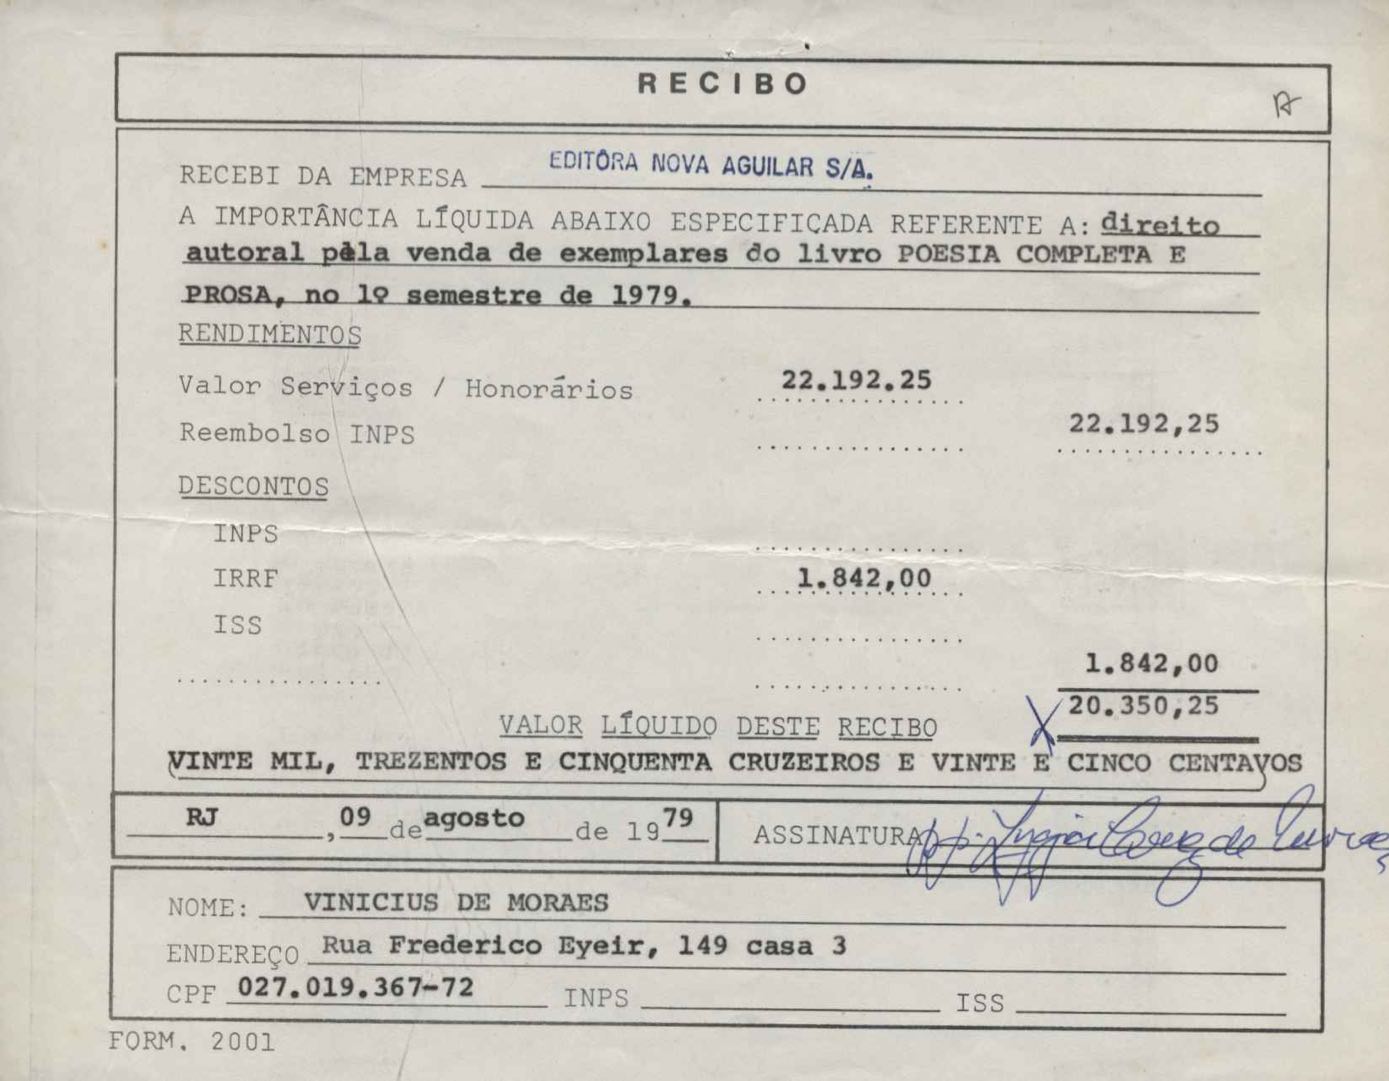 RECIBO
RECEBI DA EMPRESA EDITÔRA NOVA AGUILAR S/A.
A IMPORTÂNCIA LÍQUIDA ABAIXO ESPECIFICADA REFERENTE A: direito
autoral pela venda de exemplares do livro POESIA COMPLETA E
PROSA, no 1º semestre de 1979.
RENDIMENTOS
Valor Serviços / Honorários 22.192.25
22.192,25
Reembolso INPS
DESCONTOS
INPS
IRRF 1.842,00
ISS
1.842,00
20.350,25
VALOR LÍQUIDO DESTE RECIBO
VINTE MIL, TREZENTOS E CINQUENTA CRUZEIROS E VINTE E CINCO CENTAVOS
RJ, 09 de agosto de 1979 ASSINATURA
NOME: VINICIUS DE MORAES
ENDEREÇO Rua Frederico Eyeir, 149 casa 3
CPF 027.019.367-72 INPS ISS
FORM. 2001